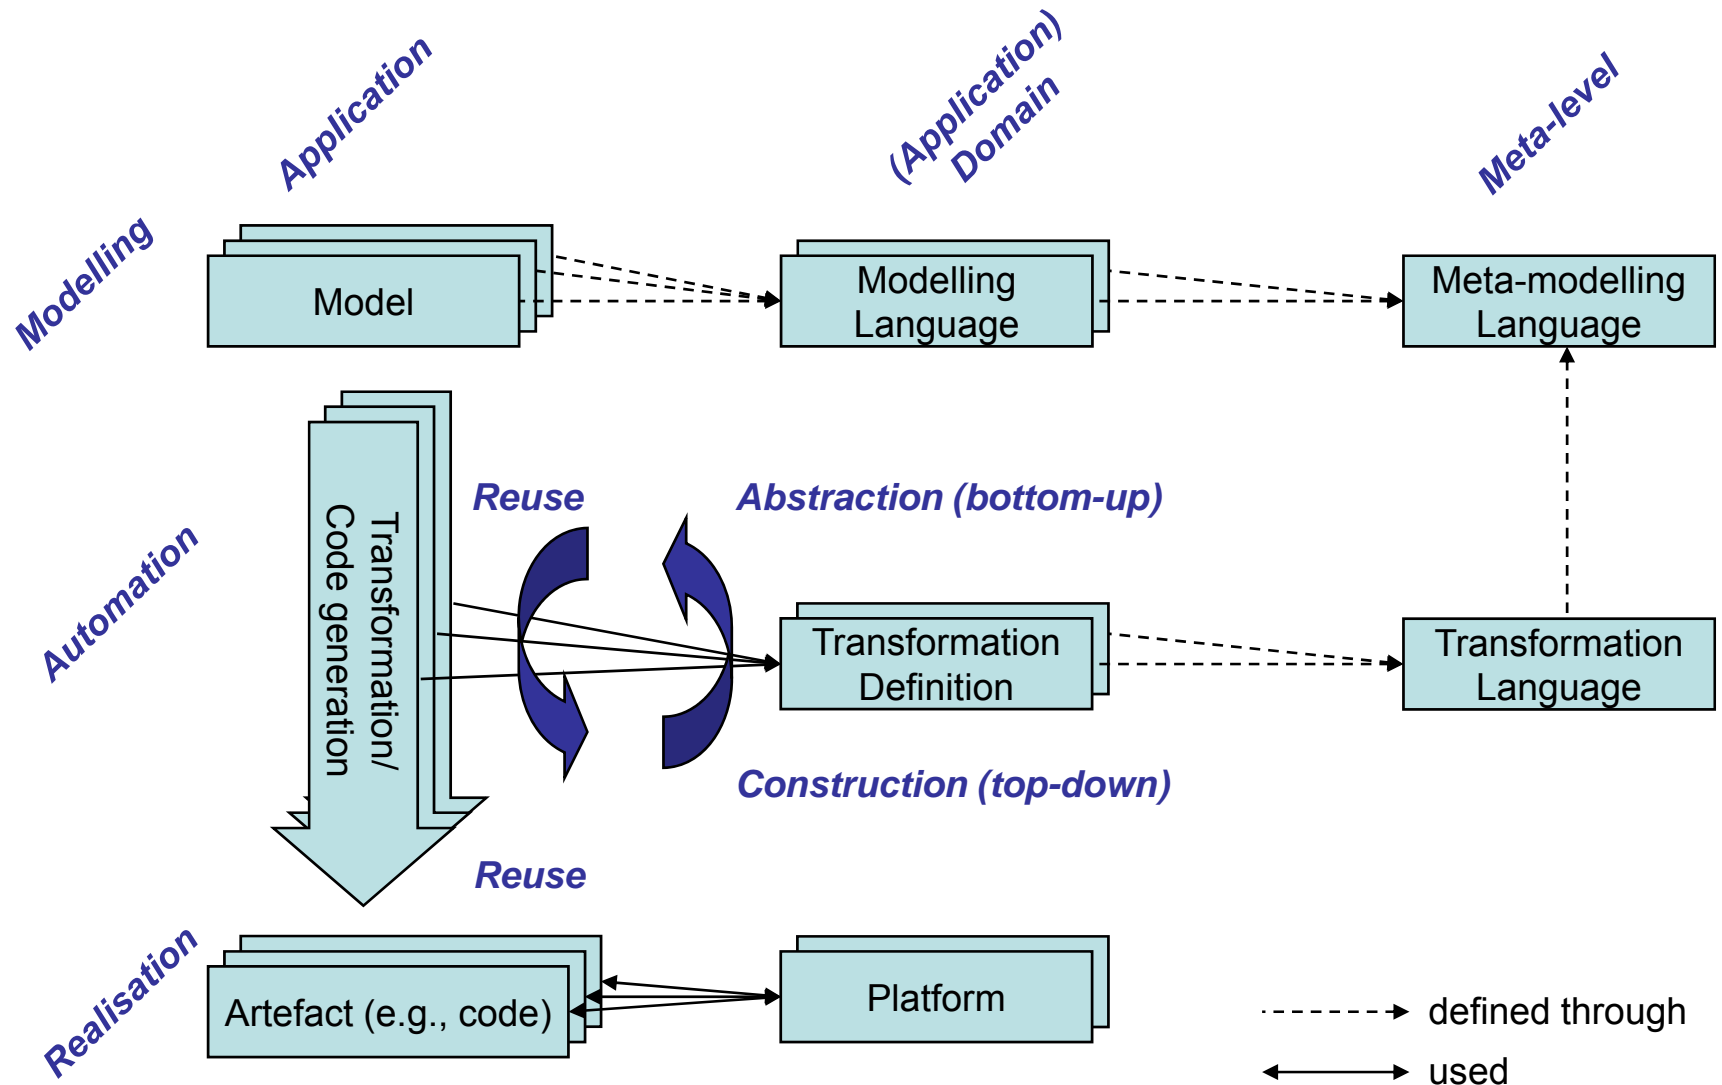 Application
(Application)
Domain
Meta-level
Modelling
Model
Modelling
Language
Meta-modelling
Language
Automation
Transformation/
Code generation
Reuse
Abstraction (bottom-up)
Transformation
Definition
Transformation
Language
Construction (top-down)
Reuse
Realisation
Artefact (e.g., code)
Platform
defined through
used